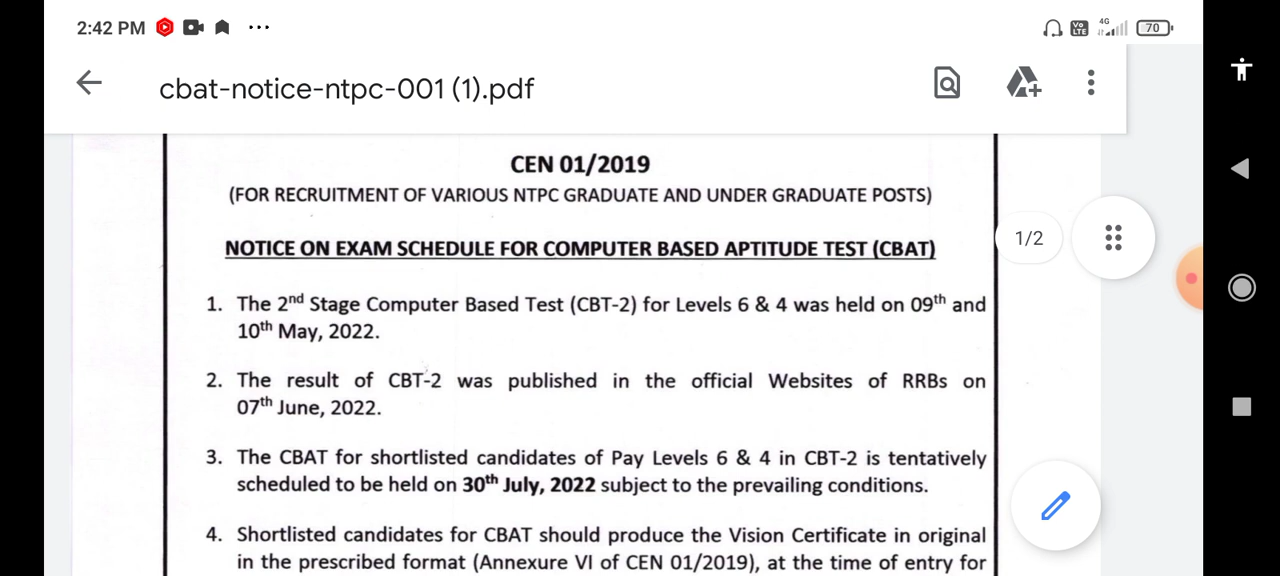 2:42 PM
Vo LTE 4G 70
cbat-notice-ntpc-001 (1).pdf
CEN 01/2019
(FOR RECRUITMENT OF VARIOUS NTPC GRADUATE AND UNDER GRADUATE POSTS)
NOTICE ON EXAM SCHEDULE FOR COMPUTER BASED APTITUDE TEST (CBAT)
1/2
1. The 2nd Stage Computer Based Test (CBT-2) for Levels 6 & 4 was held on 09th and
10th May, 2022.
2. The result of CBT-2 was published in the official Websites of RRBs on
07th June, 2022.
3. The CBAT for shortlisted candidates of Pay Levels 6 & 4 in CBT-2 is tentatively
scheduled to be held on 30th July, 2022 subject to the prevailing conditions.
4. Shortlisted candidates for CBAT should produce the Vision Certificate in original
in the prescribed format (Annexure VI of CEN 01/2019), at the time of entry for